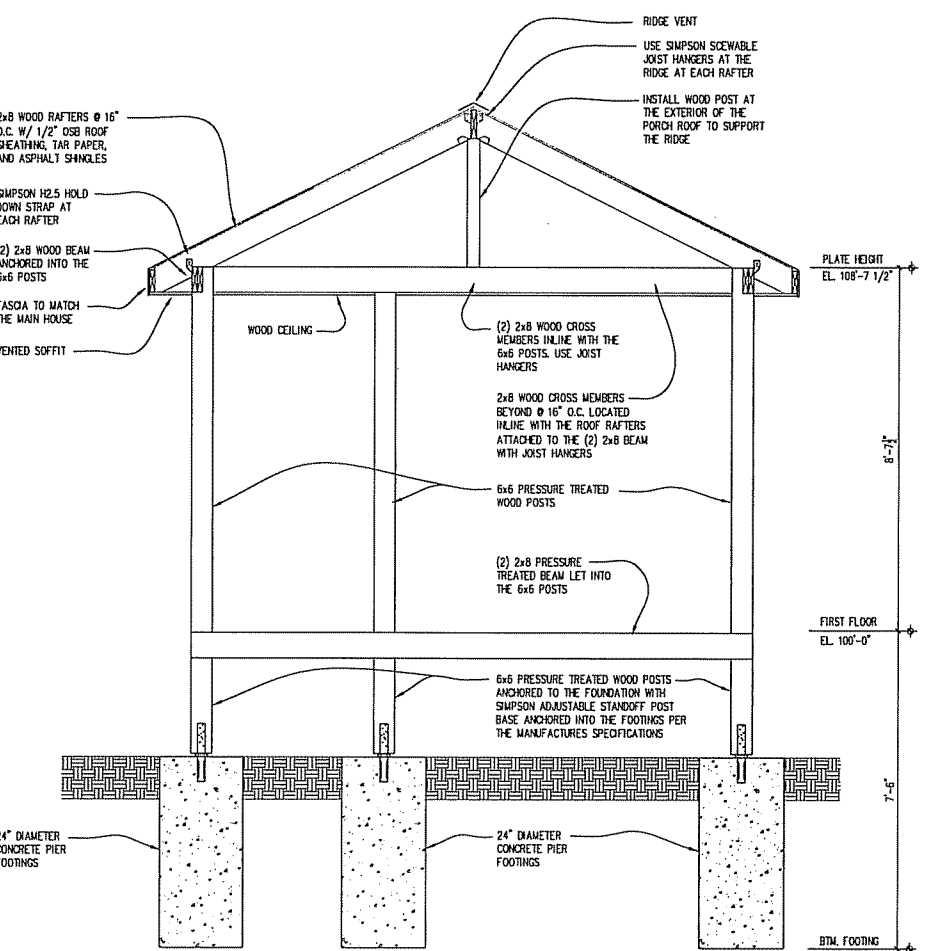 RIDGE VENT
USE SIMPSON SCEWABLE
JOIST HANGERS AT THE
RIDGE AT EACH RAFTER
INSTALL WOOD POST AT
THE EXTERIOR OF THE
PORCH ROOF TO SUPPORT
THE RIDGE
2x8 WOOD RAFTERS @ 16"
O.C. W/ 1/2" OSB ROOF
SHEATHING, TAR PAPER,
AND ASPHALT SHINGLES
SIMPSON H2.5 HOLD
DOWN STRAP AT
EACH RAFTER
(2) 2x8 WOOD BEAM
ANCHORED INTO THE
6x6 POSTS
FASCIA TO MATCH
THE MAIN HOUSE
VENTED SOFFIT
WOOD CEILING
(2) 2x8 WOOD CROSS
MEMBERS INLINE WITH THE
6x6 POSTS. USE JOIST
HANGERS
2x8 WOOD CROSS MEMBERS
BEYOND @ 16" O.C. LOCATED
INLINE WITH THE ROOF RAFTERS
ATTACHED TO THE (2) 2x8 BEAM
WITH JOIST HANGERS
PLATE HEIGHT
EL. 108'-7 1/2"
8'-7½"
6x6 PRESSURE TREATED
WOOD POSTS
(2) 2x8 PRESSURE
TREATED BEAM LET INTO
THE 6x6 POSTS
FIRST FLOOR
EL. 100'-0"
6x6 PRESSURE TREATED WOOD POSTS
ANCHORED TO THE FOUNDATION WITH
SIMPSON ADJUSTABLE STANDOFF POST
BASE ANCHORED INTO THE FOOTINGS PER
THE MANUFACTURES SPECIFICATIONS
7'-6"
24" DIAMETER
CONCRETE PIER
FOOTINGS
24" DIAMETER
CONCRETE PIER
FOOTINGS
BTM. FOOTING